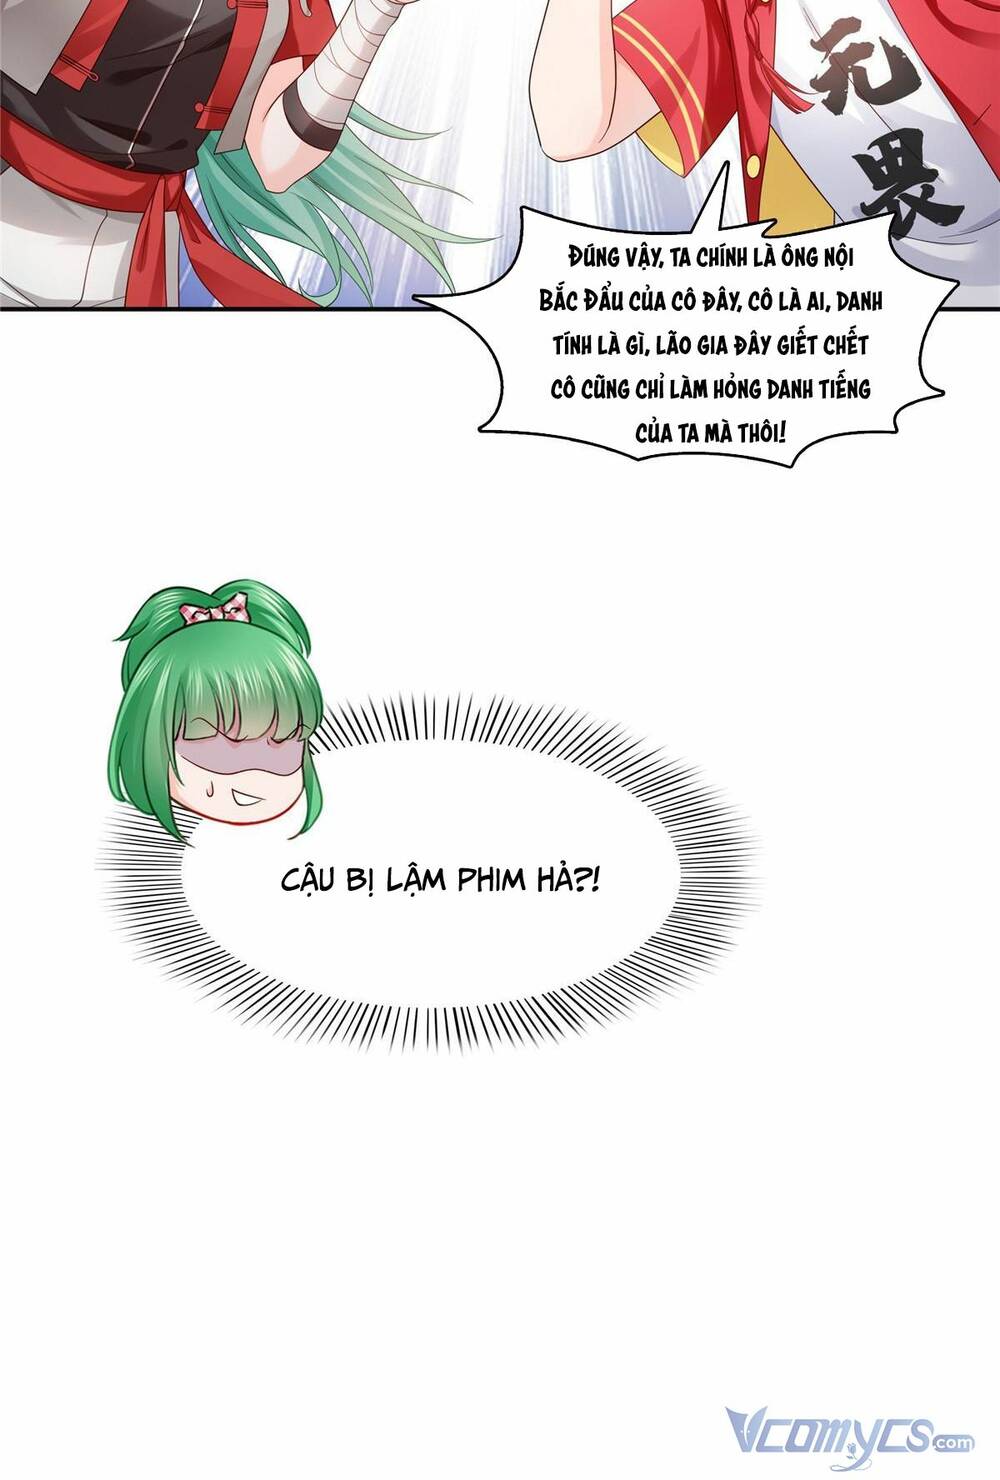 元
畏
ĐÚNG VẬY, TA CHÍNH LÀ ÔNG NỘI
BẮC ĐẨU CỦA CÔ ĐÂY, CÔ LÀ AI, DANH
TÍNH LÀ GÌ, LÃO GIA ĐÂY GIẾT CHẾT
CÔ CŨNG CHỈ LÀM HỎNG DANH TIẾNG
CỦA TA MÀ THÔI!
CẬU BỊ LẬM PHIM HẢ?!
VCOMYCS.com